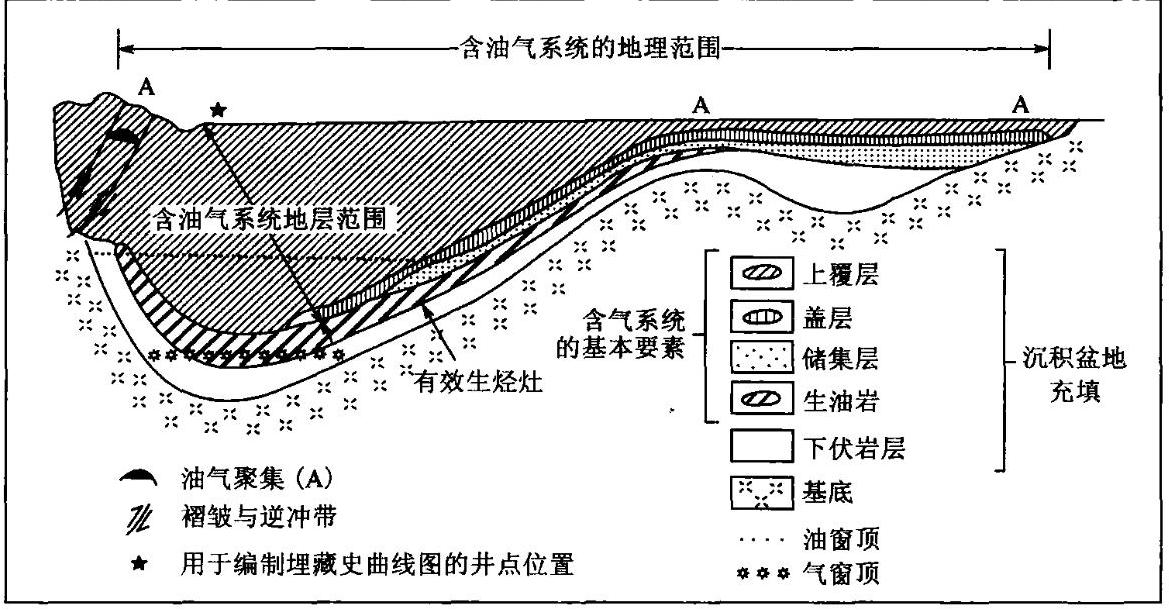 含油气系统的地理范围
A
A
A
含油气系统地层范围
有效生烃灶
含气系统
的基本要素
上覆层
盖层
储集层
生油岩
下伏岩层
基底
油窗顶
气窗顶
沉积盆地
充填
油气聚集(A)
褶皱与逆冲带
用于编制埋藏史曲线图的井点位置